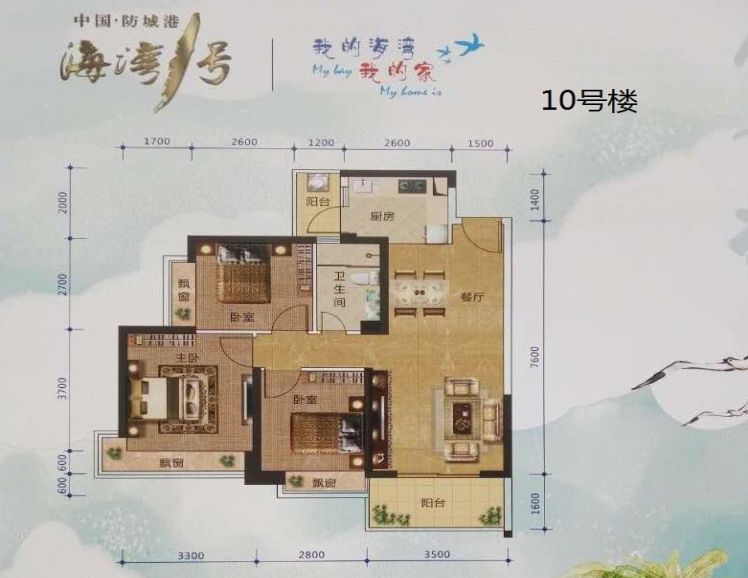 中国·防城港
海湾1号
我的海湾
My bay 我的家
My home is
10号楼
1700 2600 1200 2600 1500
2000
2700
3700
600
600
1400
7600
1600
阳台
厨房
飘窗
卧室
卫生间
餐厅
主卧
卧室
飘窗
飘窗
阳台
3300 2800 3500